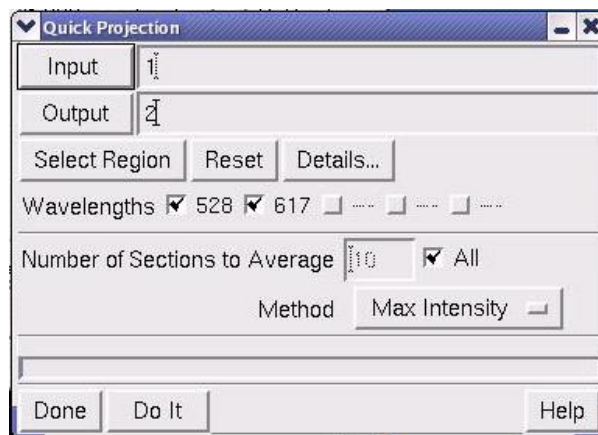 Quick Projection
Input 1
Output 2
Select Region Reset Details...
Wavelengths 528 617 --- --- ---
Number of Sections to Average 10 All
Method Max Intensity
Done Do It Help